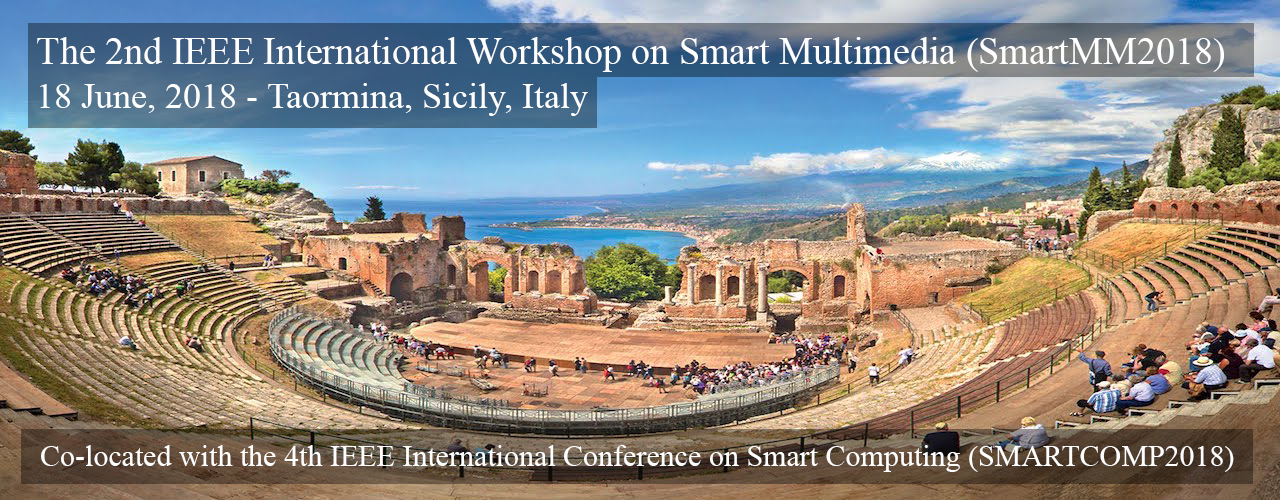 The 2nd IEEE International Workshop on Smart Multimedia (SmartMM2018)
18 June, 2018 - Taormina, Sicily, Italy
Co-located with the 4th IEEE International Conference on Smart Computing (SMARTCOMP2018)